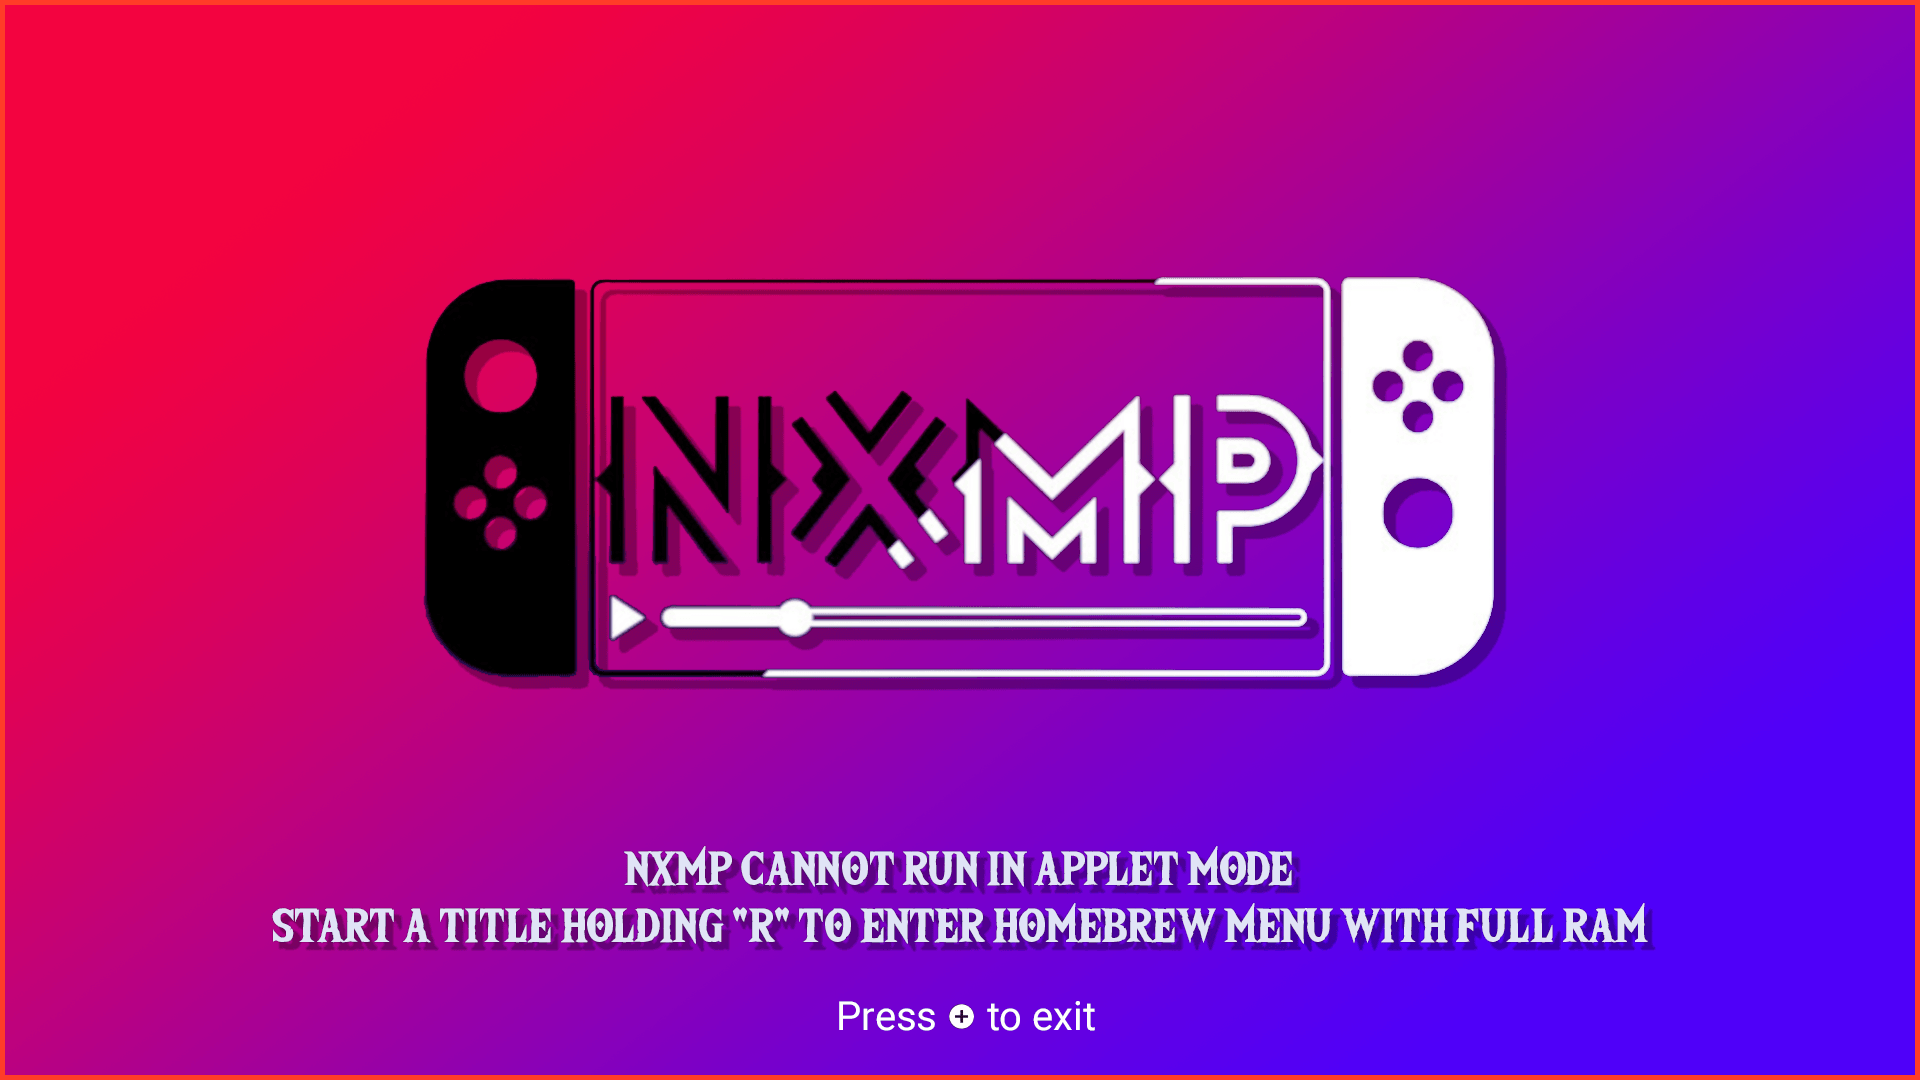 NXMP
NXMP CANNOT RUN IN APPLET MODE
START A TITLE HOLDING "R" TO ENTER HOMEBREW MENU WITH FULL RAM
Press + to exit